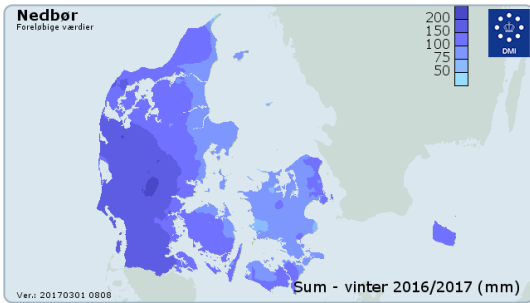 Nedbør
Foreløbige værdier
200
150
100
75
50
DMI
Sum - vinter 2016/2017 (mm)
Ver.: 20170301 0808